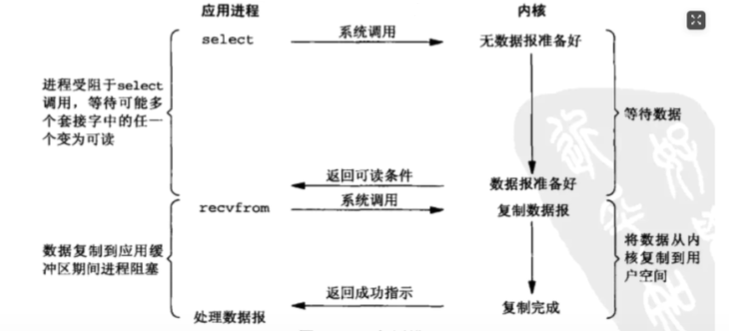 应用进程
内核
select
系统调用
无数据报准备好
进程受阻于select
调用，等待可能多
个套接字中的任一
个变为可读
等待数据
返回可读条件
数据报准备好
recvfrom
系统调用
复制数据报
数据复制到应用缓
冲区期间进程阻塞
将数据从内
核复制到用
户空间
返回成功指示
复制完成
处理数据报